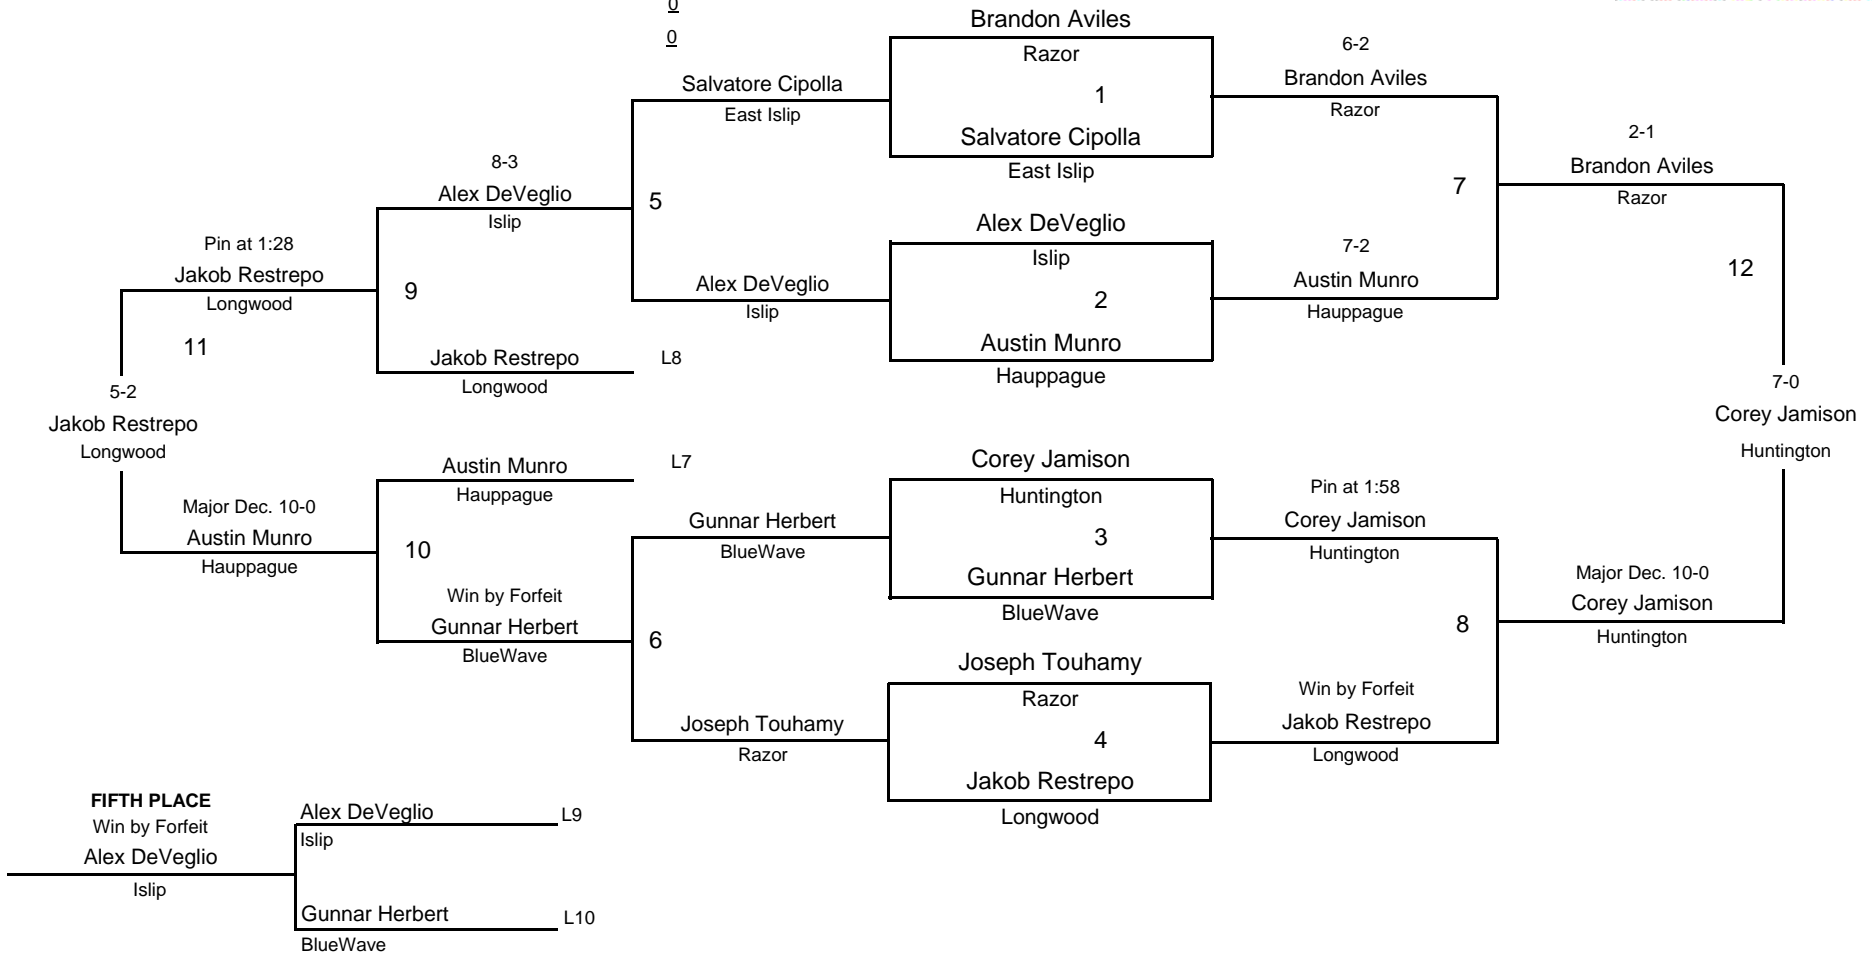 0
0
Brandon Aviles
Razor
1
Salvatore Cipolla
East Islip
Alex DeVeglio
Islip
2
Austin Munro
Hauppague
Corey Jamison
Huntington
3
Gunnar Herbert
BlueWave
Joseph Touhamy
Razor
4
Jakob Restrepo
Longwood
6-2
Brandon Aviles
Razor
7
7-2
Austin Munro
Hauppague
Pin at 1:58
Corey Jamison
Huntington
8
Win by Forfeit
Jakob Restrepo
Longwood
2-1
Brandon Aviles
Razor
12
7-0
Corey Jamison
Huntington
Major Dec. 10-0
Corey Jamison
Huntington
Salvatore Cipolla
East Islip
5
Alex DeVeglio
Islip
Gunnar Herbert
BlueWave
6
Joseph Touhamy
Razor
8-3
Alex DeVeglio
Islip
9
Jakob Restrepo
L8
Longwood
Austin Munro
L7
Hauppague
10
Win by Forfeit
Gunnar Herbert
BlueWave
Pin at 1:28
Jakob Restrepo
Longwood
11
5-2
Jakob Restrepo
Longwood
Major Dec. 10-0
Austin Munro
Hauppague
FIFTH PLACE
Win by Forfeit
Alex DeVeglio
Islip
Alex DeVeglio
L9
Islip
Gunnar Herbert
L10
BlueWave